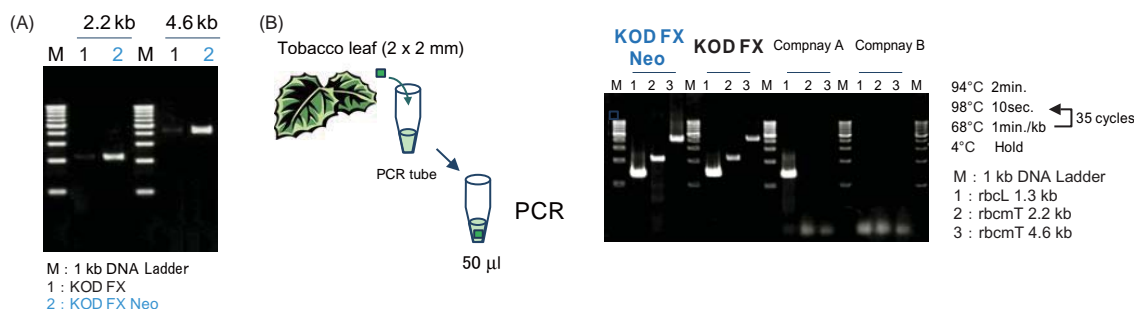 (A)
2.2 kb 4.6 kb
M 1 2 M 1 2
M : 1 kb DNA Ladder
1 : KOD FX
2 : KOD FX Neo
(B)
Tobacco leaf (2 x 2 mm)
PCR tube
50 μl
PCR
KOD FX Neo KOD FX Compnay A Compnay B
M 1 2 3 M 1 2 3 M 1 2 3 M 1 2 3 M
94°C 2min.
98°C 10sec.
68°C 1min./kb
35 cycles
4°C Hold
M : 1 kb DNA Ladder
1 : rbcL 1.3 kb
2 : rbcmT 2.2 kb
3 : rbcmT 4.6 kb